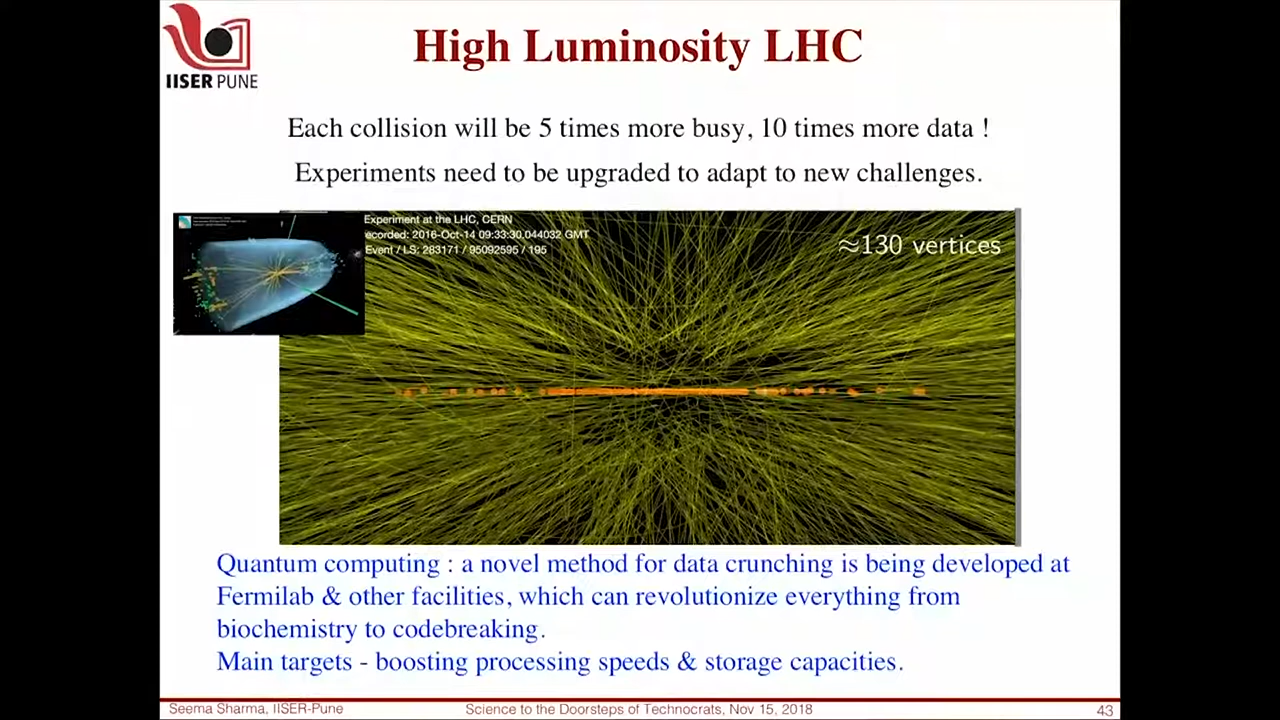 IISER PUNE
High Luminosity LHC
Each collision will be 5 times more busy, 10 times more data !
Experiments need to be upgraded to adapt to new challenges.
Experiment at the LHC, CERN
ecorded: 2016-Oct-14 09:33:30.044032 GMT
Event / LS: 283171 / 95092595 / 195
≈130 vertices
Quantum computing : a novel method for data crunching is being developed at
Fermilab & other facilities, which can revolutionize everything from
biochemistry to codebreaking.
Main targets - boosting processing speeds & storage capacities.
Seema Sharma, IISER-Pune
Science to the Doorsteps of Technocrats, Nov 15, 2018
43